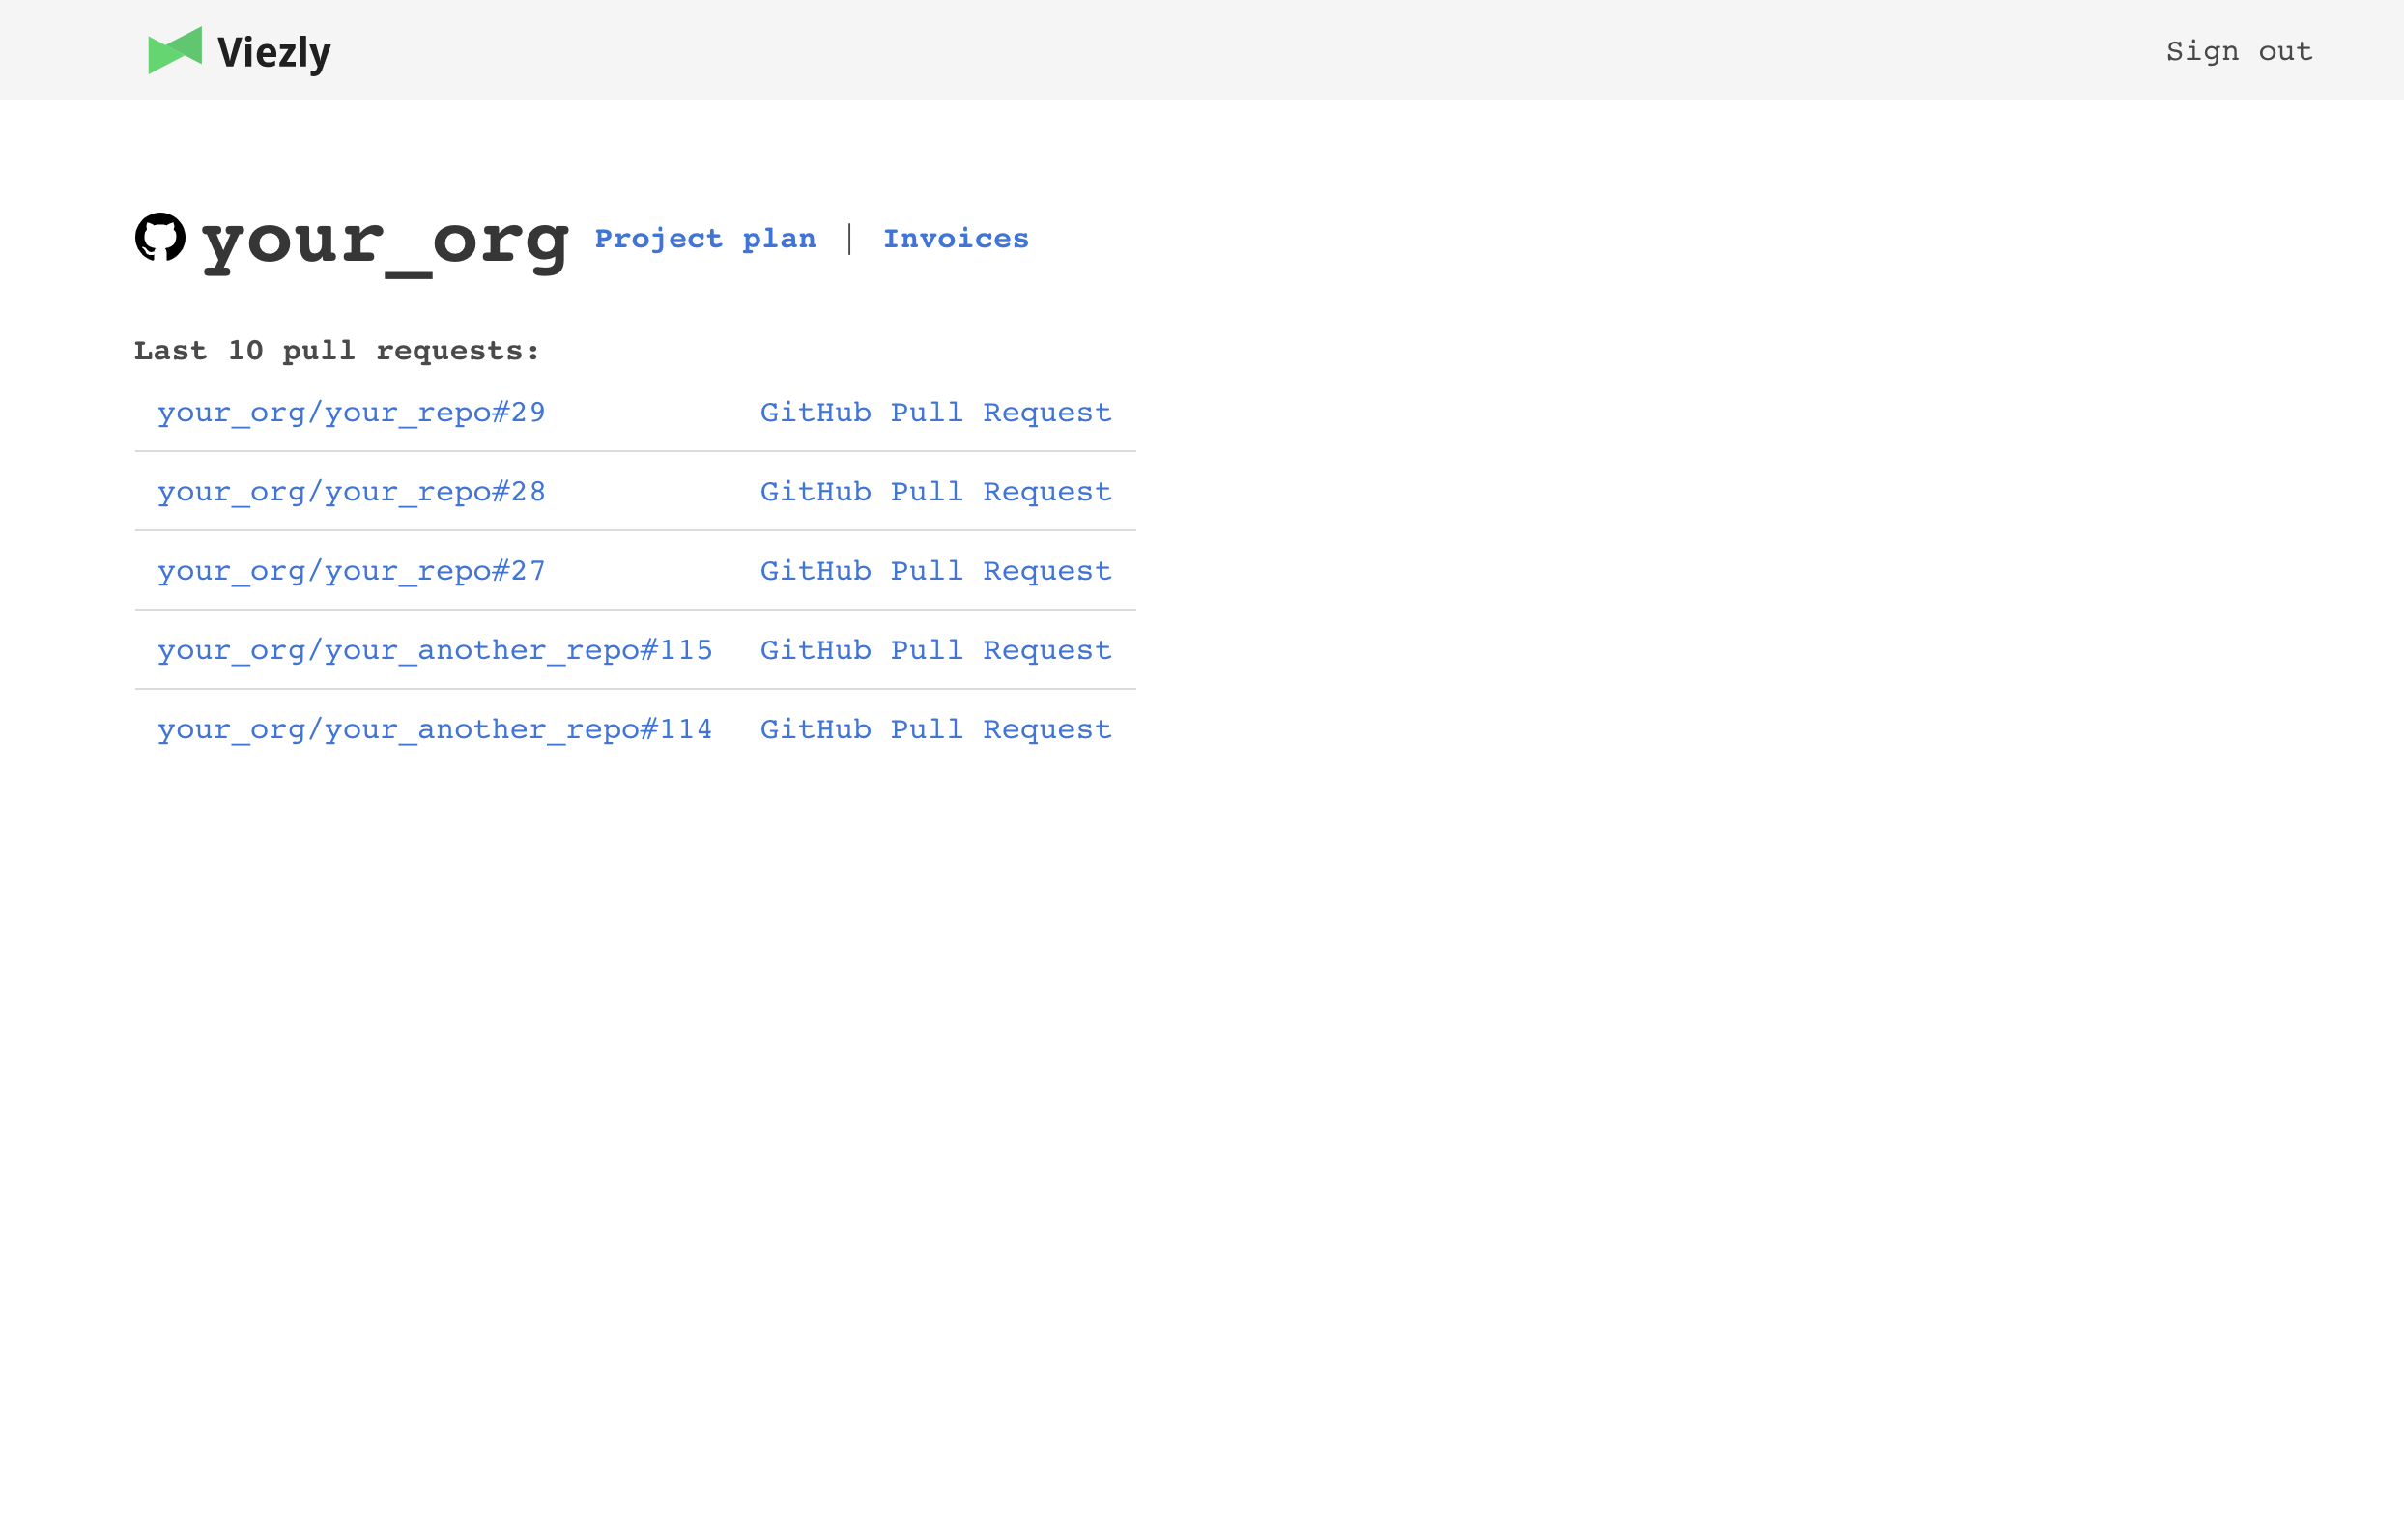 Viezly Sign out
your_org Project plan | Invoices
Last 10 pull requests:
your_org/your_repo#29 GitHub Pull Request
your_org/your_repo#28 GitHub Pull Request
your_org/your_repo#27 GitHub Pull Request
your_org/your_another_repo#115 GitHub Pull Request
your_org/your_another_repo#114 GitHub Pull Request